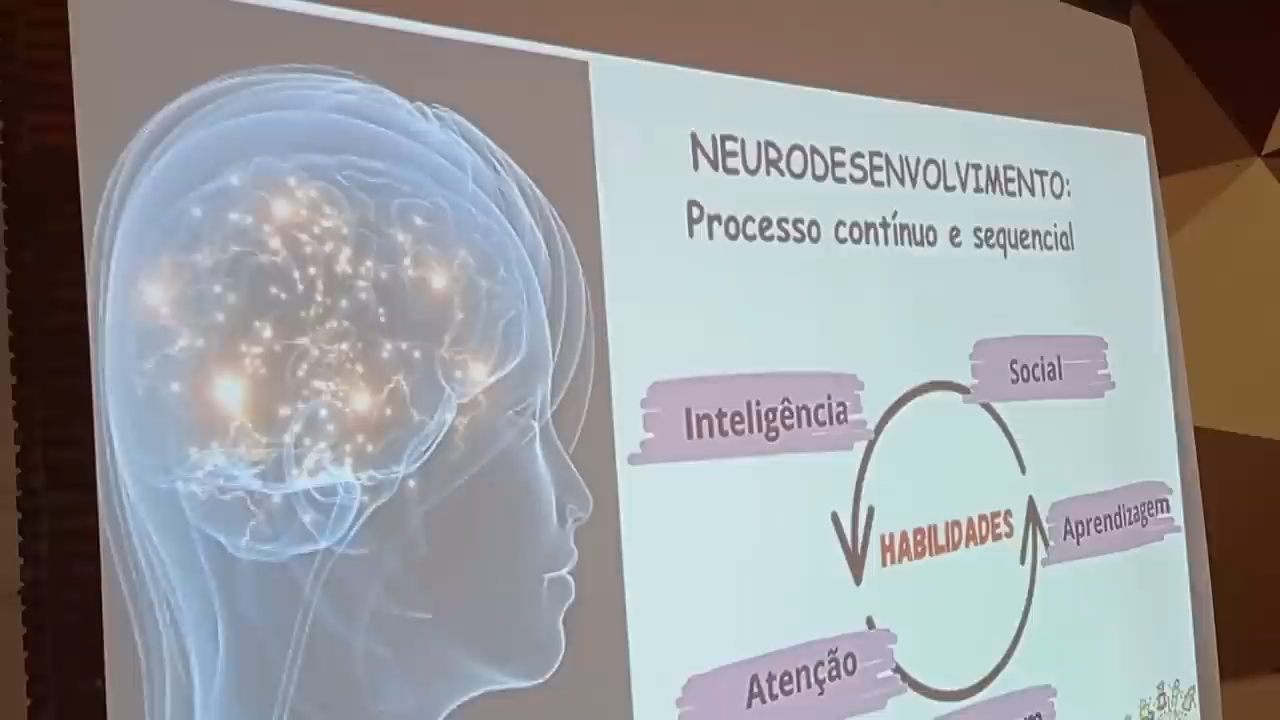 NEURODESENVOLVIMENTO:
Processo contínuo e sequencial
Social
Inteligência
Aprendizagem
HABILIDADES
Atenção